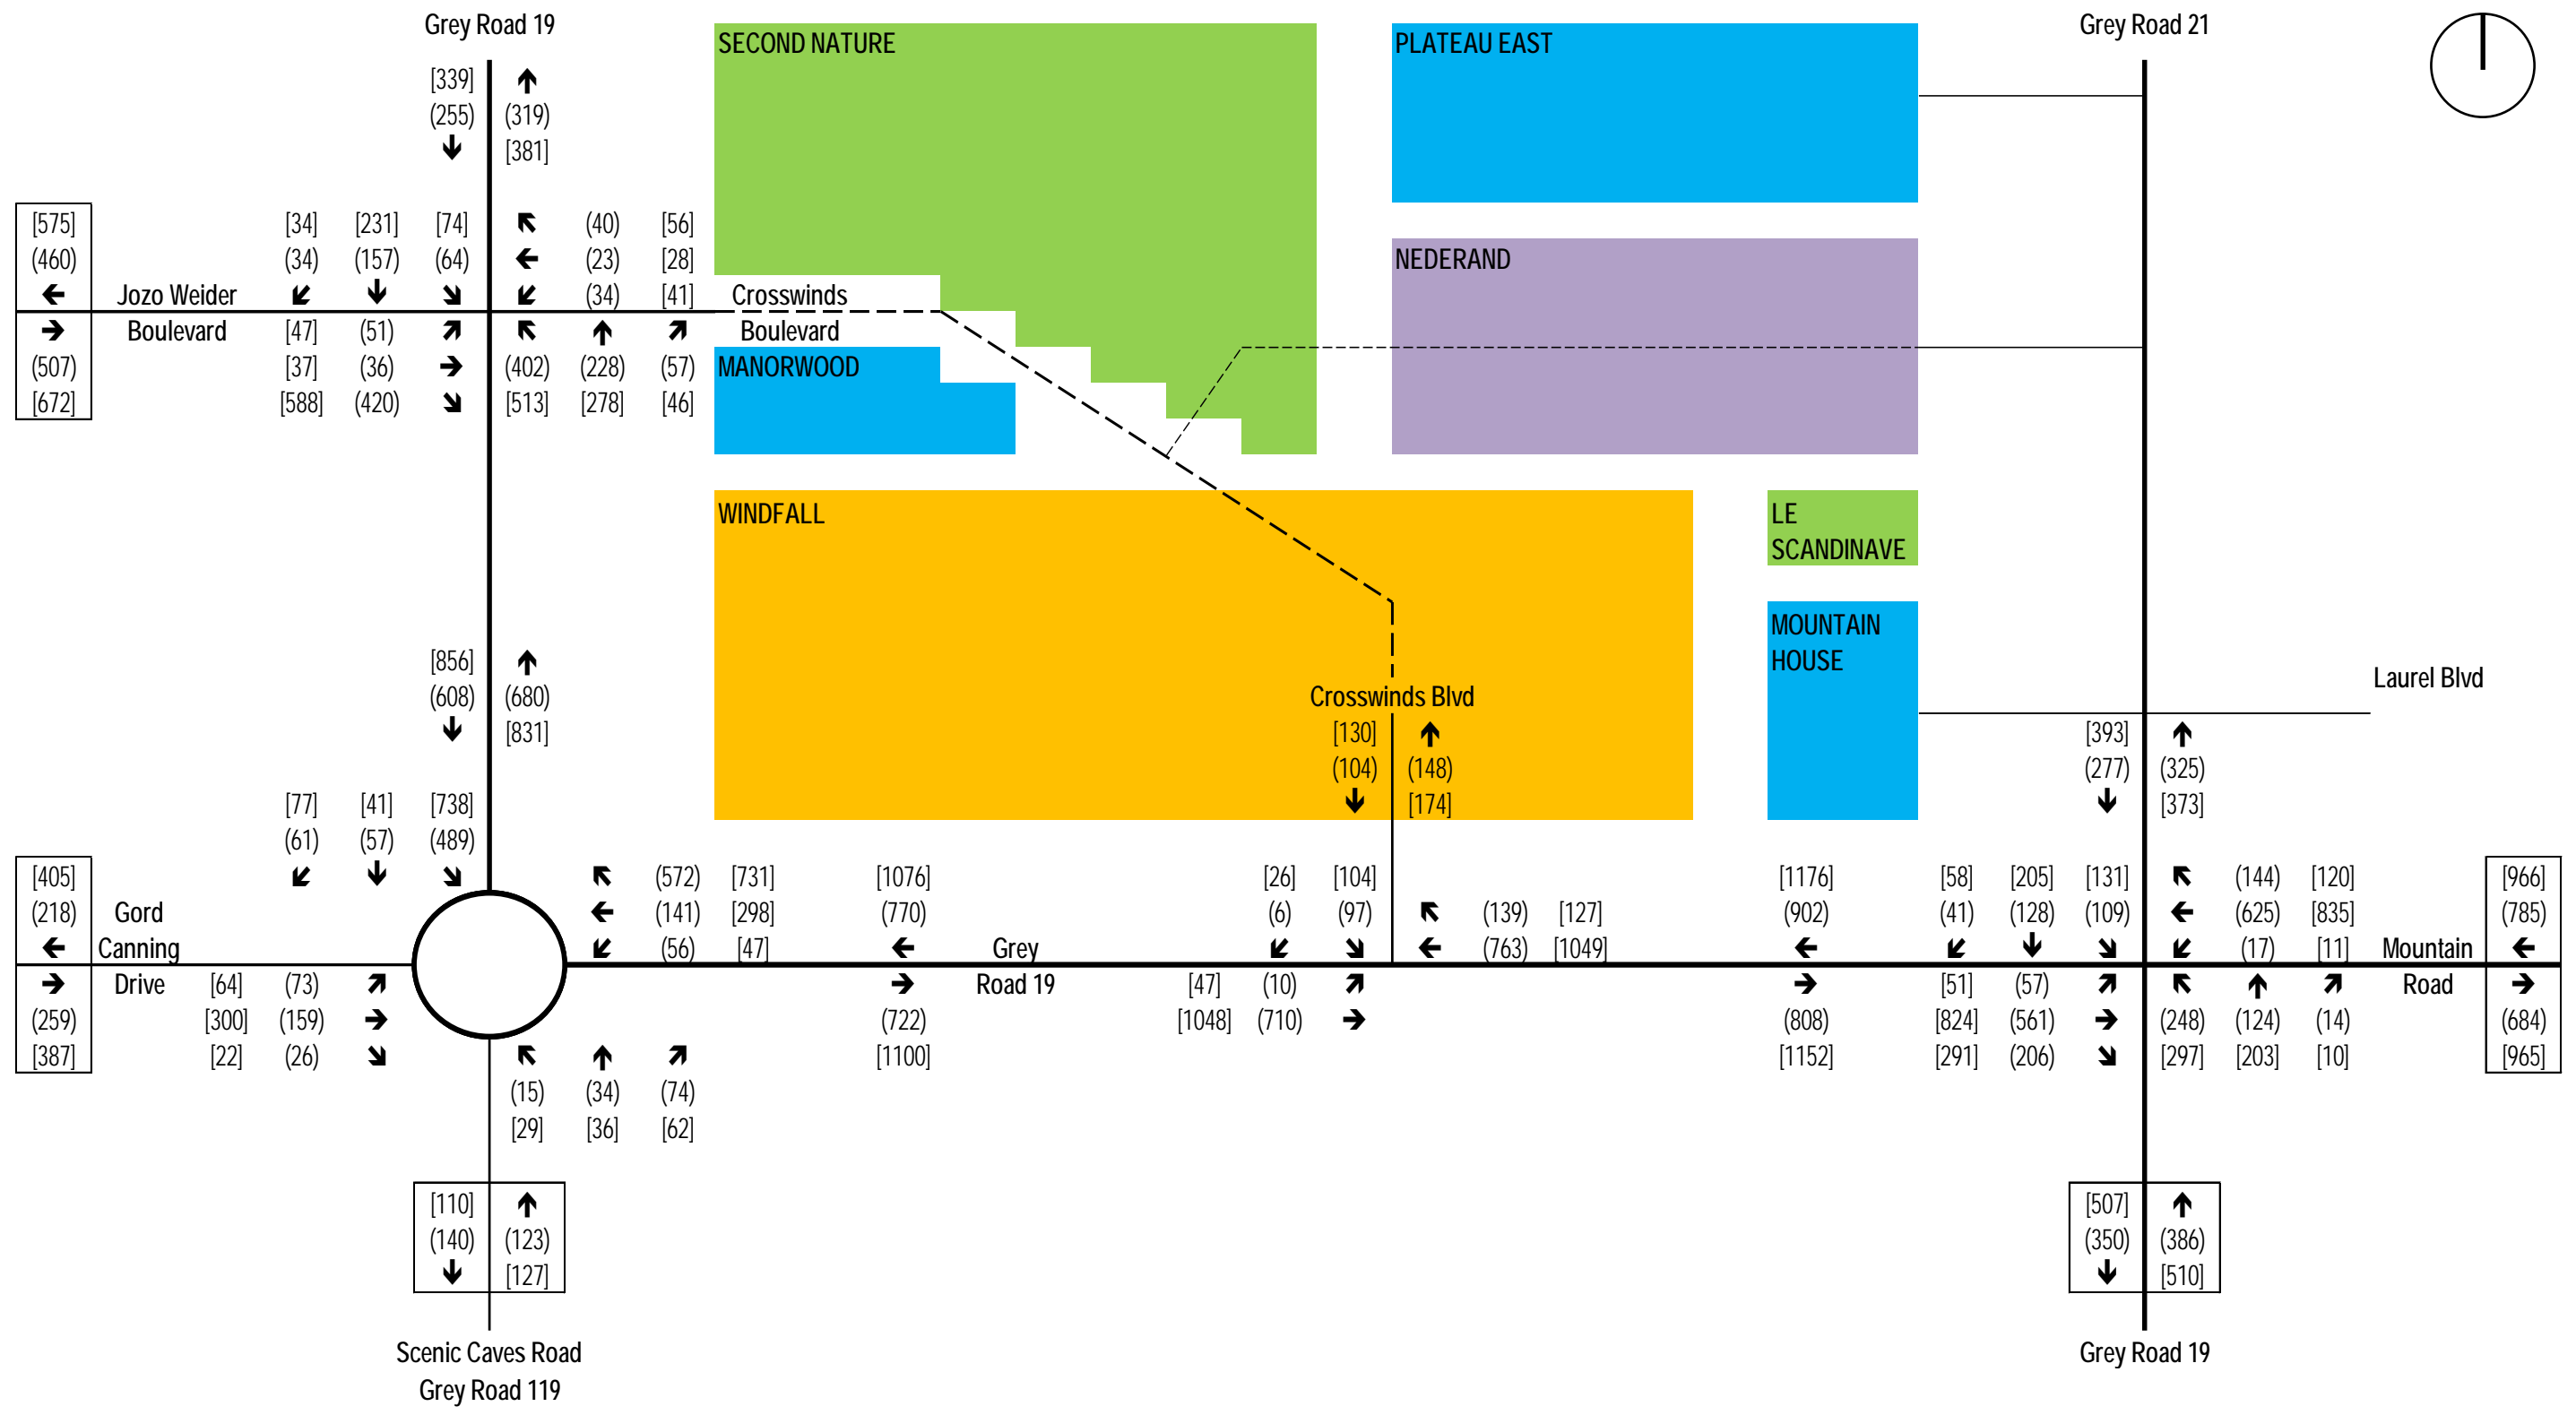 Grey Road 19
Grey Road 21
SECOND NATURE
PLATEAU EAST
[339]
(255)
(319)
[381]
[575] [34] [231] [74] (40) [56]
(460) (34) (157) (64) (23) [28]
NEDERAND
Jozo Weider (34) [41] Crosswinds
Boulevard [47] (51) Boulevard
(507) [37] (36) (402) (228) (57) MANORWOOD
[672] [588] (420) [513] [278] [46]
WINDFALL
LE
SCANDINAVE
MOUNTAIN
HOUSE
[856]
(608) (680)
[831]
Crosswinds Blvd
Laurel Blvd
[130] [393]
(104) (148) (277) (325)
[174] [373]
[77] [41] [738]
(61) (57) (489)
[405] (572) [731] [1076] [26] [104] [1176] [58] [205] [131] (144) [120] [966]
(218) Gord (141) [298] (770) (6) (97) (139) [127] (902) (41) (128) (109) (625) [835] (785)
Canning (56) [47] Grey (763) [1049] (17) [11] Mountain
Drive [64] (73) Road 19 [47] (10) [51] (57) Road
(259) [300] (159) (722) [1048] (710) (808) [824] (561) (248) (124) (14) (684)
[387] [22] (26) [1100] [1152] [291] (206) [297] [203] [10] [965]
(15) (34) (74)
[29] [36] [62]
[110] [507]
(140) (123) (350) (386)
[127] [510]
Scenic Caves Road
Grey Road 119
Grey Road 19